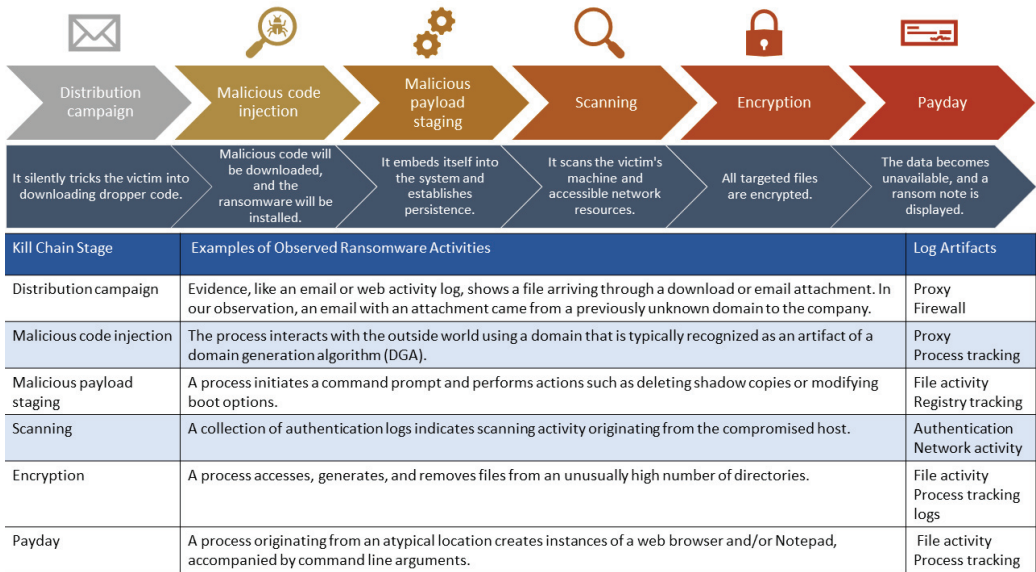 Distribution
campaign
Malicious code
injection
Malicious
payload
staging
Scanning
Encryption
Payday
It silently tricks the victim into
downloading dropper code.
Malicious code will
be downloaded,
and the
ransomware will be
installed.
It embeds itself into
the system and
establishes
persistence.
It scans the victim's
machine and
accessible network
resources.
All targeted files
are encrypted.
The data becomes
unavailable, and a
ransom note is
displayed.
Kill Chain Stage
Examples of Observed Ransomware Activities
Log Artifacts
Distribution campaign
Evidence, like an email or web activity log, shows a file arriving through a download or email attachment. In
our observation, an email with an attachment came from a previously unknown domain to the company.
Proxy
Firewall
Malicious code injection
The process interacts with the outside world using a domain that is typically recognized as an artifact of a
domain generation algorithm (DGA).
Proxy
Process tracking
Malicious payload
staging
A process initiates a command prompt and performs actions such as deleting shadow copies or modifying
boot options.
File activity
Registry tracking
Scanning
A collection of authentication logs indicates scanning activity originating from the compromised host.
Authentication
Network activity
Encryption
A process accesses, generates, and removes files from an unusually high number of directories.
File activity
Process tracking
logs
Payday
A process originating from an atypical location creates instances of a web browser and/or Notepad,
accompanied by command line arguments.
File activity
Process tracking